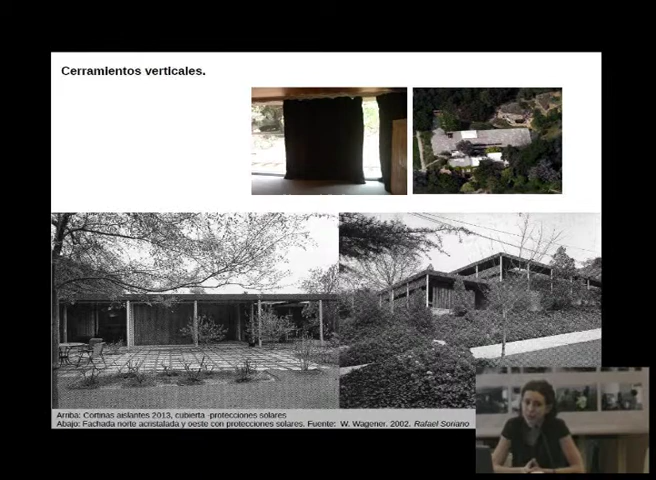 Cerramientos verticales.
Arriba: Cortinas aislantes 2013, cubierta -protecciones solares
Abajo: Fachada norte acristalada y oeste con protecciones solares. Fuente: W. Wagener. 2002. Rafael Soriano